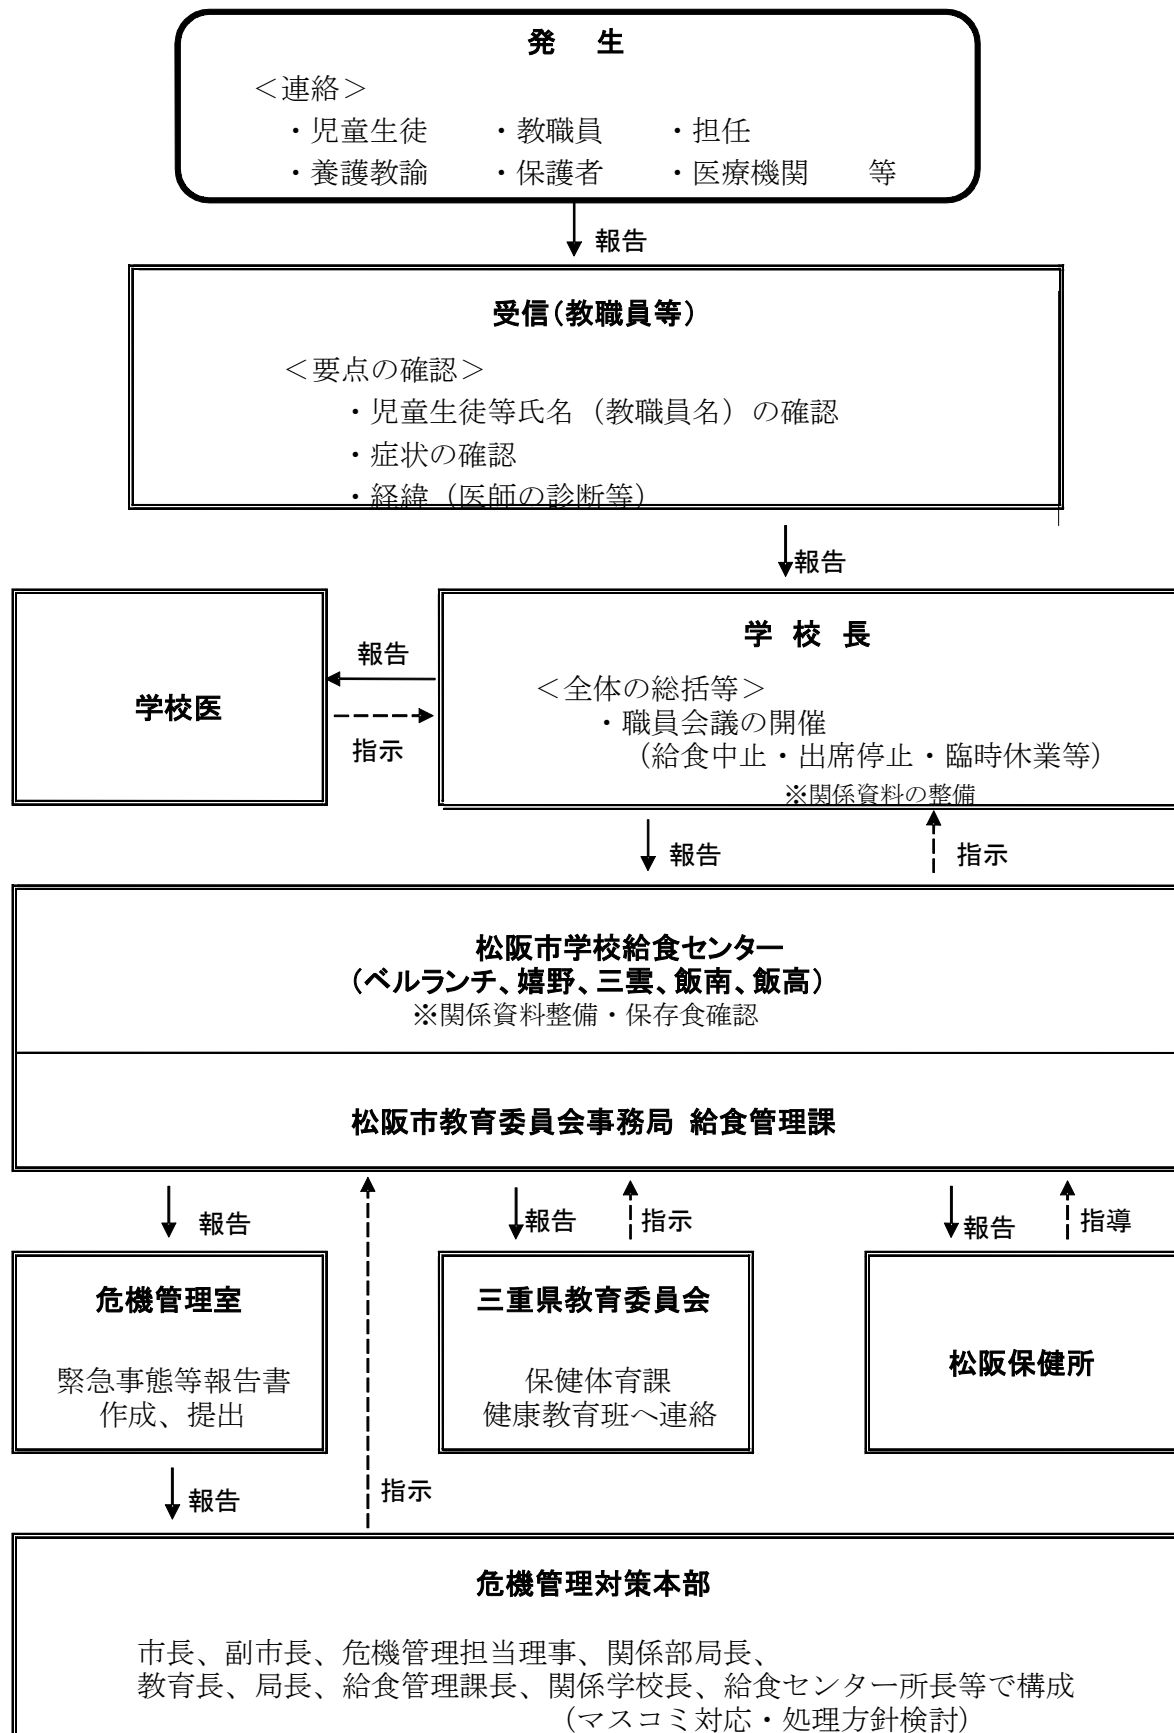 発　生
＜連絡＞
・児童生徒　・教職員　・担任
・養護教諭　・保護者　・医療機関　等
報告
受信（教職員等）
＜要点の確認＞
・児童生徒等氏名（教職員名）の確認
・症状の確認
・経緯（医師の診断等）
報告
学　校　長
＜全体の総括等＞
・職員会議の開催
（給食中止・出席停止・臨時休業等）
※関係資料の整備
報告
学校医
指示
報告
指示
松阪市学校給食センター
（ベルランチ、嬉野、三雲、飯南、飯高）
※関係資料整備・保存食確認
松阪市教育委員会事務局 給食管理課
報告
報告
指示
報告
指導
危機管理室
緊急事態等報告書
作成、提出
三重県教育委員会
保健体育課
健康教育班へ連絡
松阪保健所
報告
指示
危機管理対策本部
市長、副市長、危機管理担当理事、関係部局長、
教育長、局長、給食管理課長、関係学校長、給食センター所長等で構成
（マスコミ対応・処理方針検討）